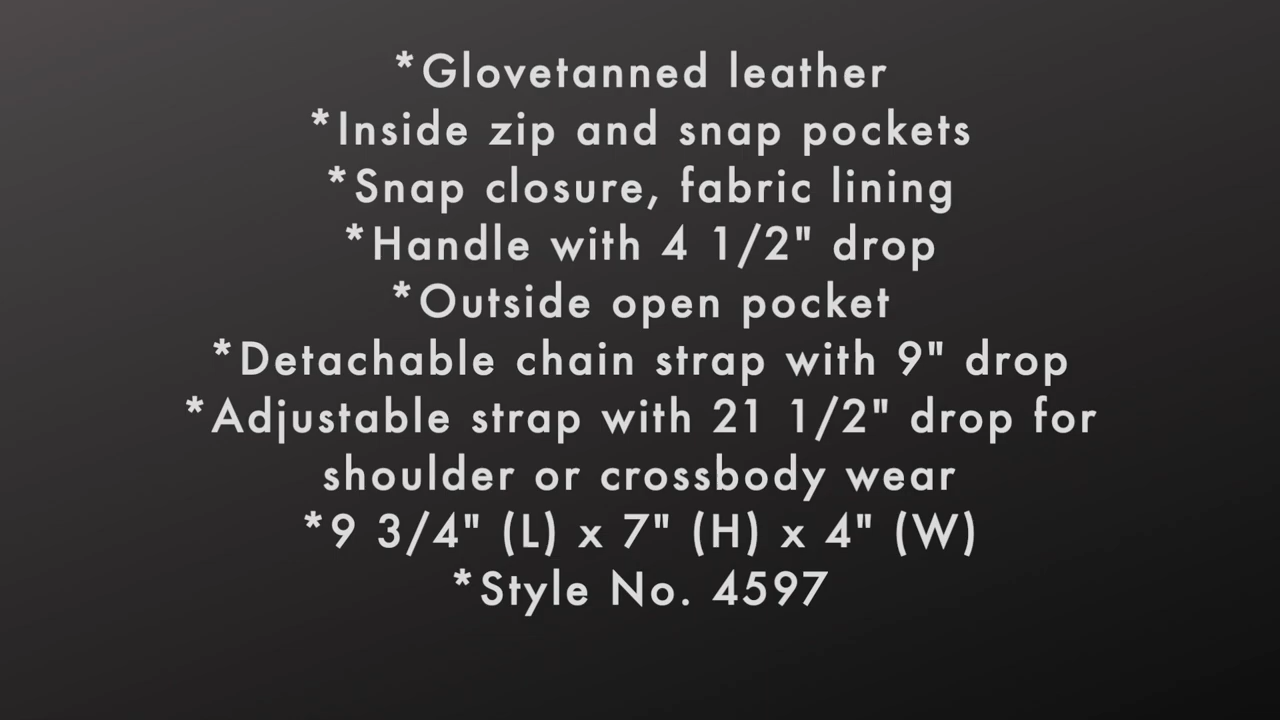 *Glovetanned leather
*Inside zip and snap pockets
*Snap closure, fabric lining
*Handle with 4 1/2" drop
*Outside open pocket
*Detachable chain strap with 9" drop
*Adjustable strap with 21 1/2" drop for
shoulder or crossbody wear
*9 3/4" (L) x 7" (H) x 4" (W)
*Style No. 4597